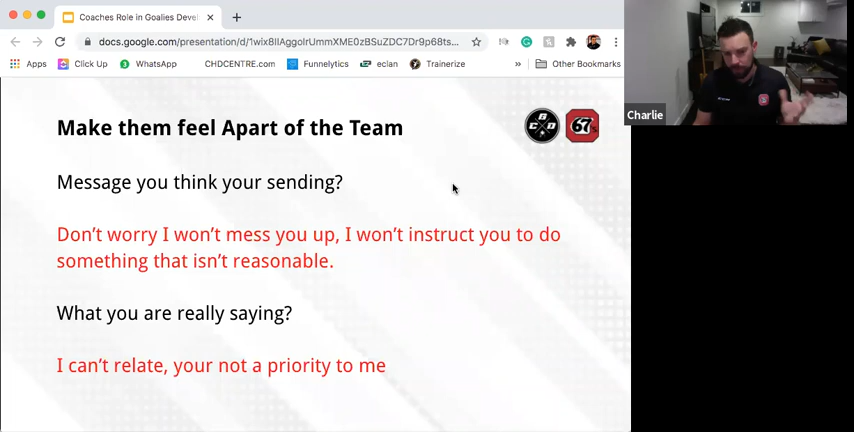 Coaches Role in Goalies Devel
docs.google.com/presentation/d/1wix8IIAggolrUmmXME0zBSuZDC7Dr9p68ts...
Apps Click Up WhatsApp CHDCENTRE.COM Funnelytics eclan Trainerize » Other Bookmarks
Charlie
Make them feel Apart of the Team
B
C D
67's
Message you think your sending?
Don't worry I won't mess you up, I won't instruct you to do
something that isn't reasonable.
What you are really saying?
I can't relate, your not a priority to me